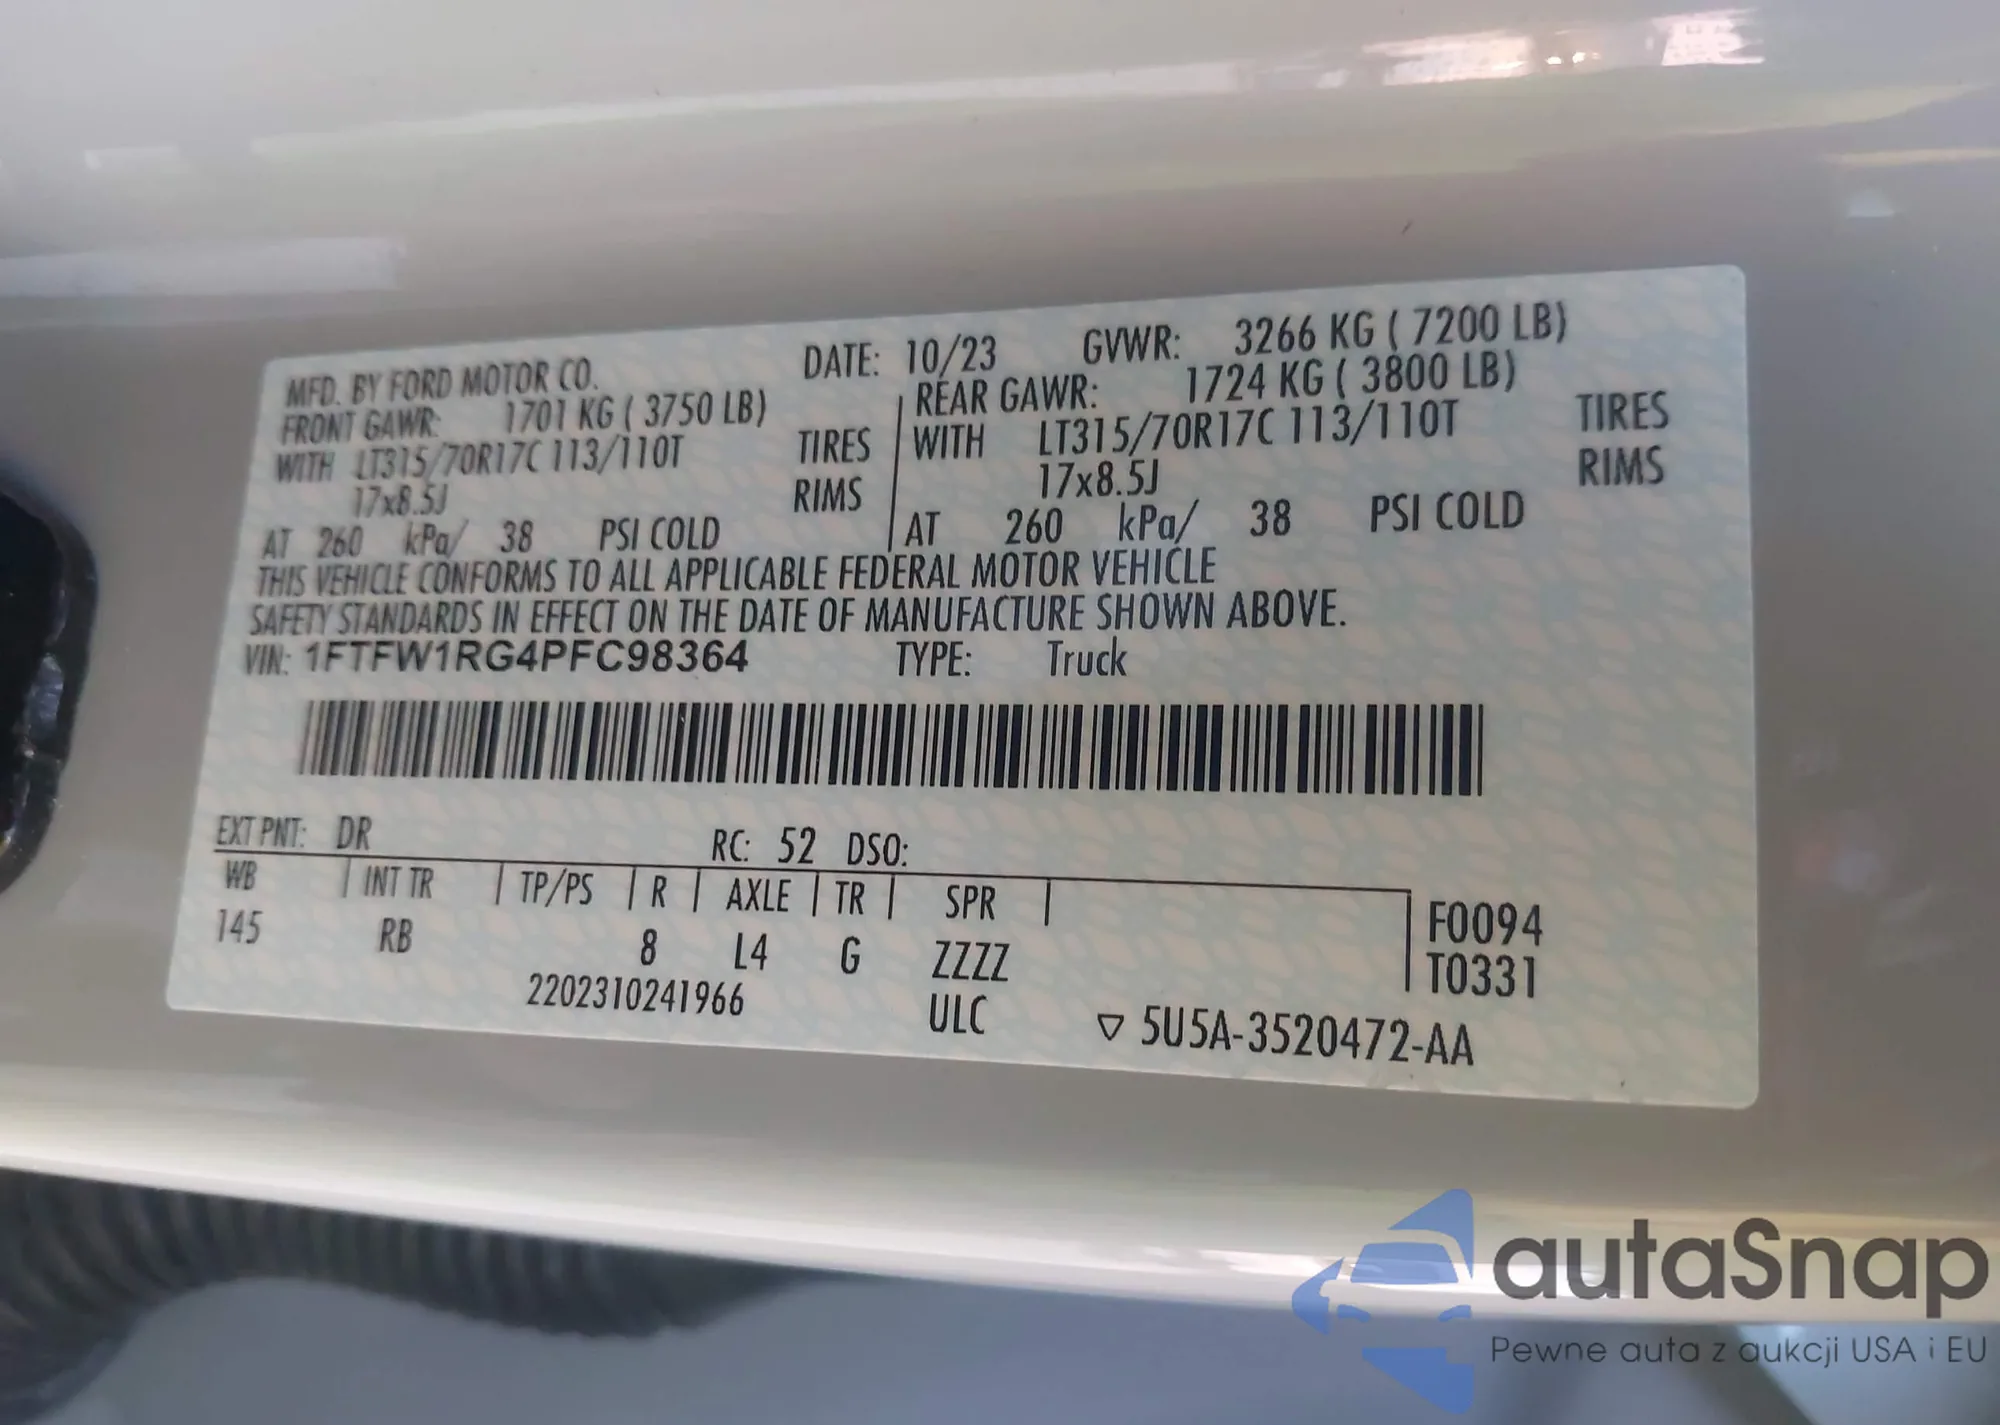 MFD. BY FORD MOTOR CO. DATE: 10/23 GVWR: 3266 KG ( 7200 LB)
FRONT GAWR: 1701 KG ( 3750 LB) REAR GAWR: 1724 KG ( 3800 LB)
WITH LT315/70R17C 113/110T TIRES WITH LT315/70R17C 113/110T TIRES
17x8.5J RIMS 17x8.5J RIMS
AT 260 kPa/ 38 PSI COLD AT 260 kPa/ 38 PSI COLD
THIS VEHICLE CONFORMS TO ALL APPLICABLE FEDERAL MOTOR VEHICLE
SAFETY STANDARDS IN EFFECT ON THE DATE OF MANUFACTURE SHOWN ABOVE.
VIN: 1FTFW1RG4PFC98364 TYPE: Truck
EXT PNT: DR RC: 52 DSO:
WB INT TR TP/PS R AXLE TR SPR F0094
145 RB 8 L4 G ZZZZ T0331
2202310241966 ULC ▽ 5U5A-3520472-AA
autaSnap
Pewne auta z aukcji USA i EU